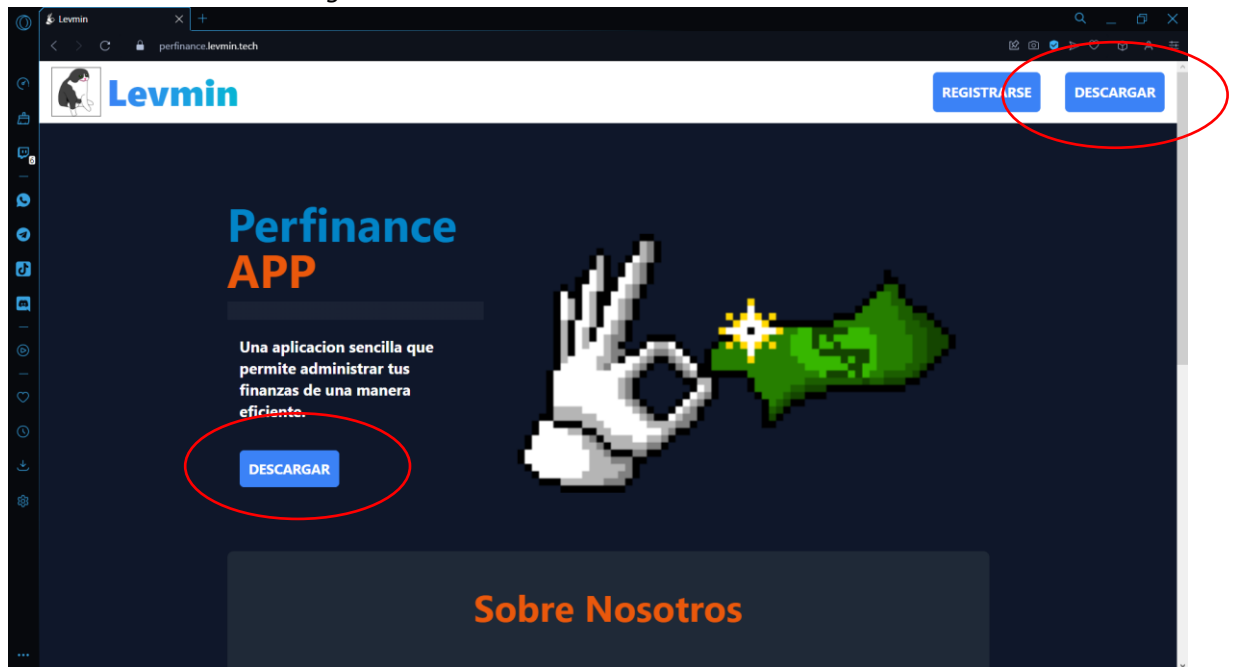 Levmin
perfinance.levmin.tech
Levmin
REGISTRARSE
DESCARGAR
6
Perfinance
APP
Una aplicacion sencilla que
permite administrar tus
finanzas de una manera
eficiente.
DESCARGAR
Sobre Nosotros